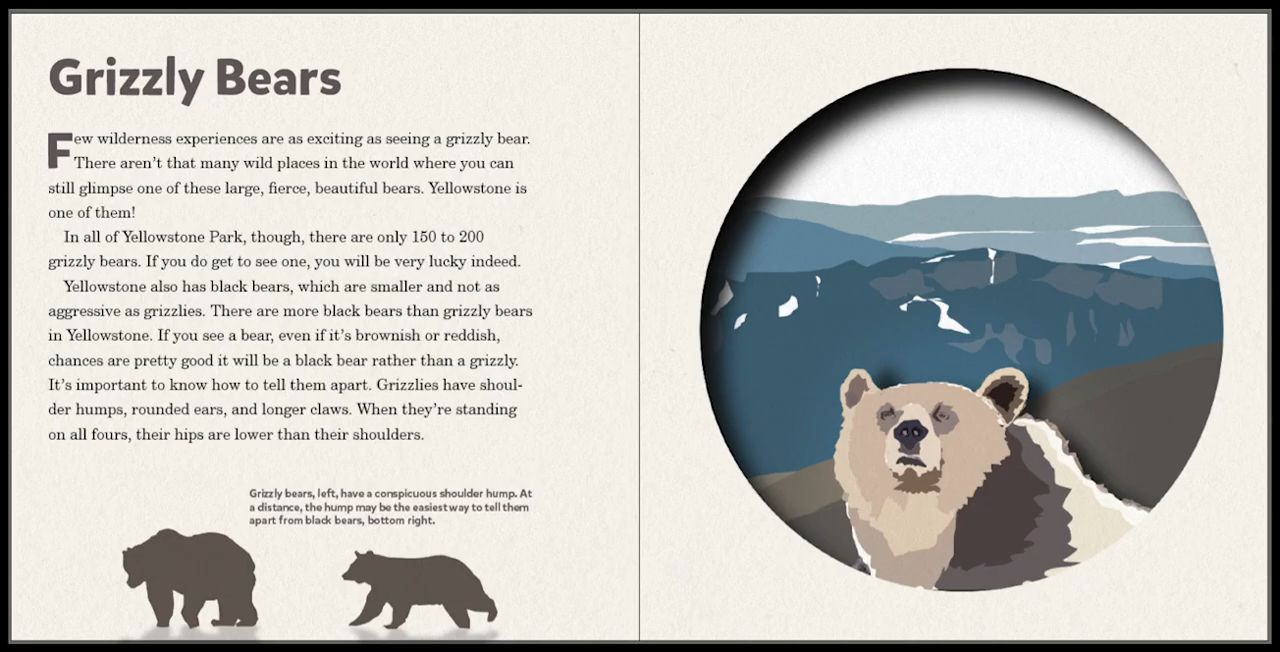 Grizzly Bears
Few wilderness experiences are as exciting as seeing a grizzly bear.
There aren't that many wild places in the world where you can
still glimpse one of these large, fierce, beautiful bears. Yellowstone is
one of them!
In all of Yellowstone Park, though, there are only 150 to 200
grizzly bears. If you do get to see one, you will be very lucky indeed.
Yellowstone also has black bears, which are smaller and not as
aggressive as grizzlies. There are more black bears than grizzly bears
in Yellowstone. If you see a bear, even if it's brownish or reddish,
chances are pretty good it will be a black bear rather than a grizzly.
It's important to know how to tell them apart. Grizzlies have shoul-
der humps, rounded ears, and longer claws. When they're standing
on all fours, their hips are lower than their shoulders.
Grizzly bears, left, have a conspicuous shoulder hump. At
a distance, the hump may be the easiest way to tell them
apart from black bears, bottom right.